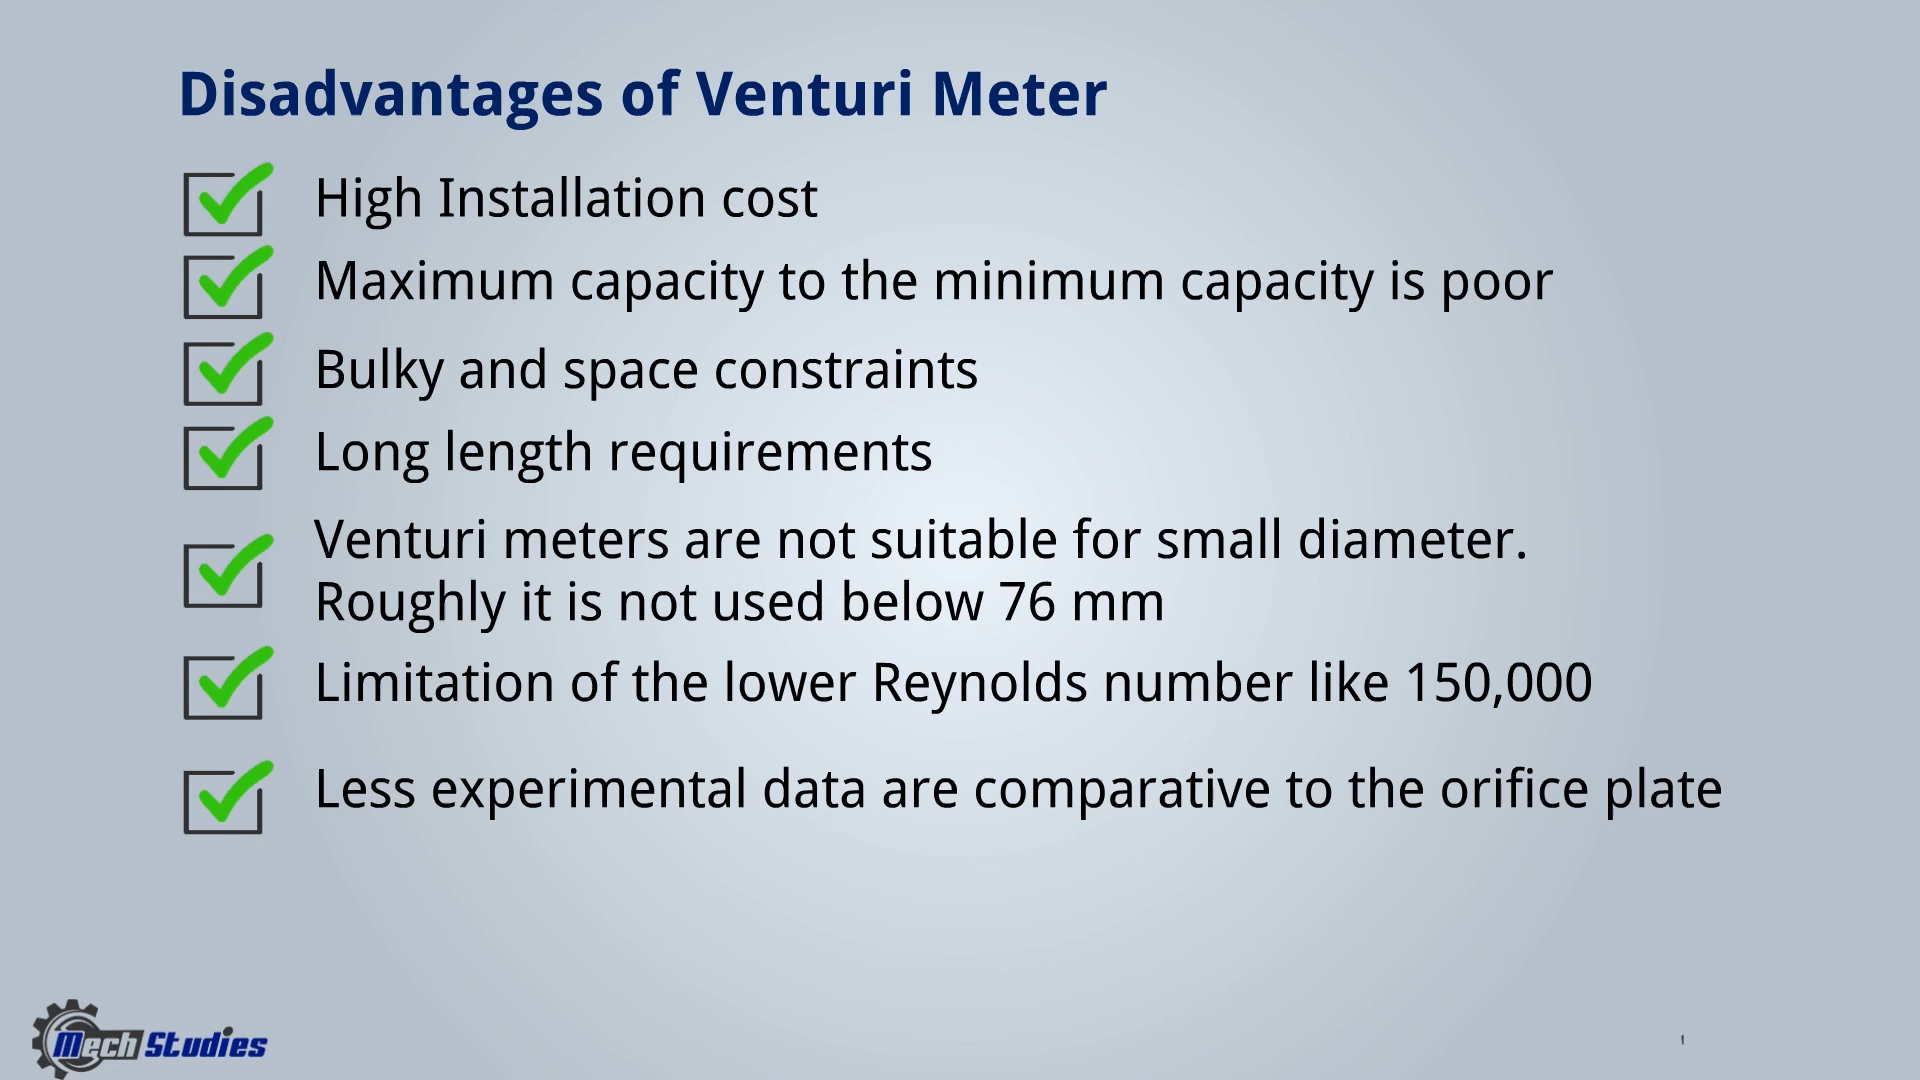 Disadvantages of Venturi Meter
High Installation cost
Maximum capacity to the minimum capacity is poor
Bulky and space constraints
Long length requirements
Venturi meters are not suitable for small diameter.
Roughly it is not used below 76 mm
Limitation of the lower Reynolds number like 150,000
Less experimental data are comparative to the orifice plate
Mech Studies